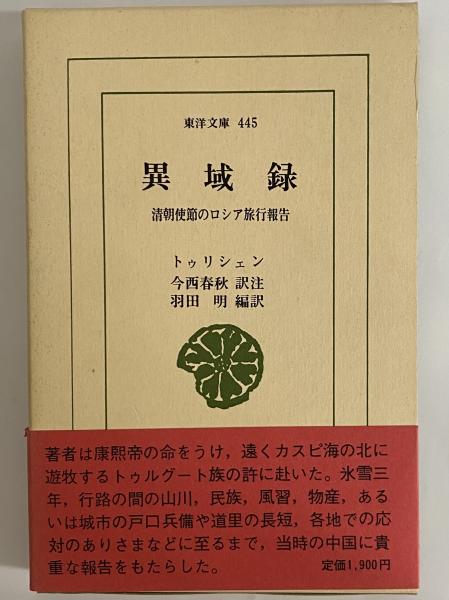 東洋文庫 445
異域録
清朝使節のロシア旅行報告
トゥリシェン
今西春秋 訳注
羽田 明 編訳
著者は康熙帝の命をうけ，遠くカスピ海の北に
遊牧するトゥルグート族の許に赴いた。氷雪三
年，行路の間の山川，民族，風習，物産，ある
いは城市の戸口兵備や道里の長短，各地での応
対のありさまなどに至るまで，当時の中国に貴
重な報告をもたらした。
定価1,900円